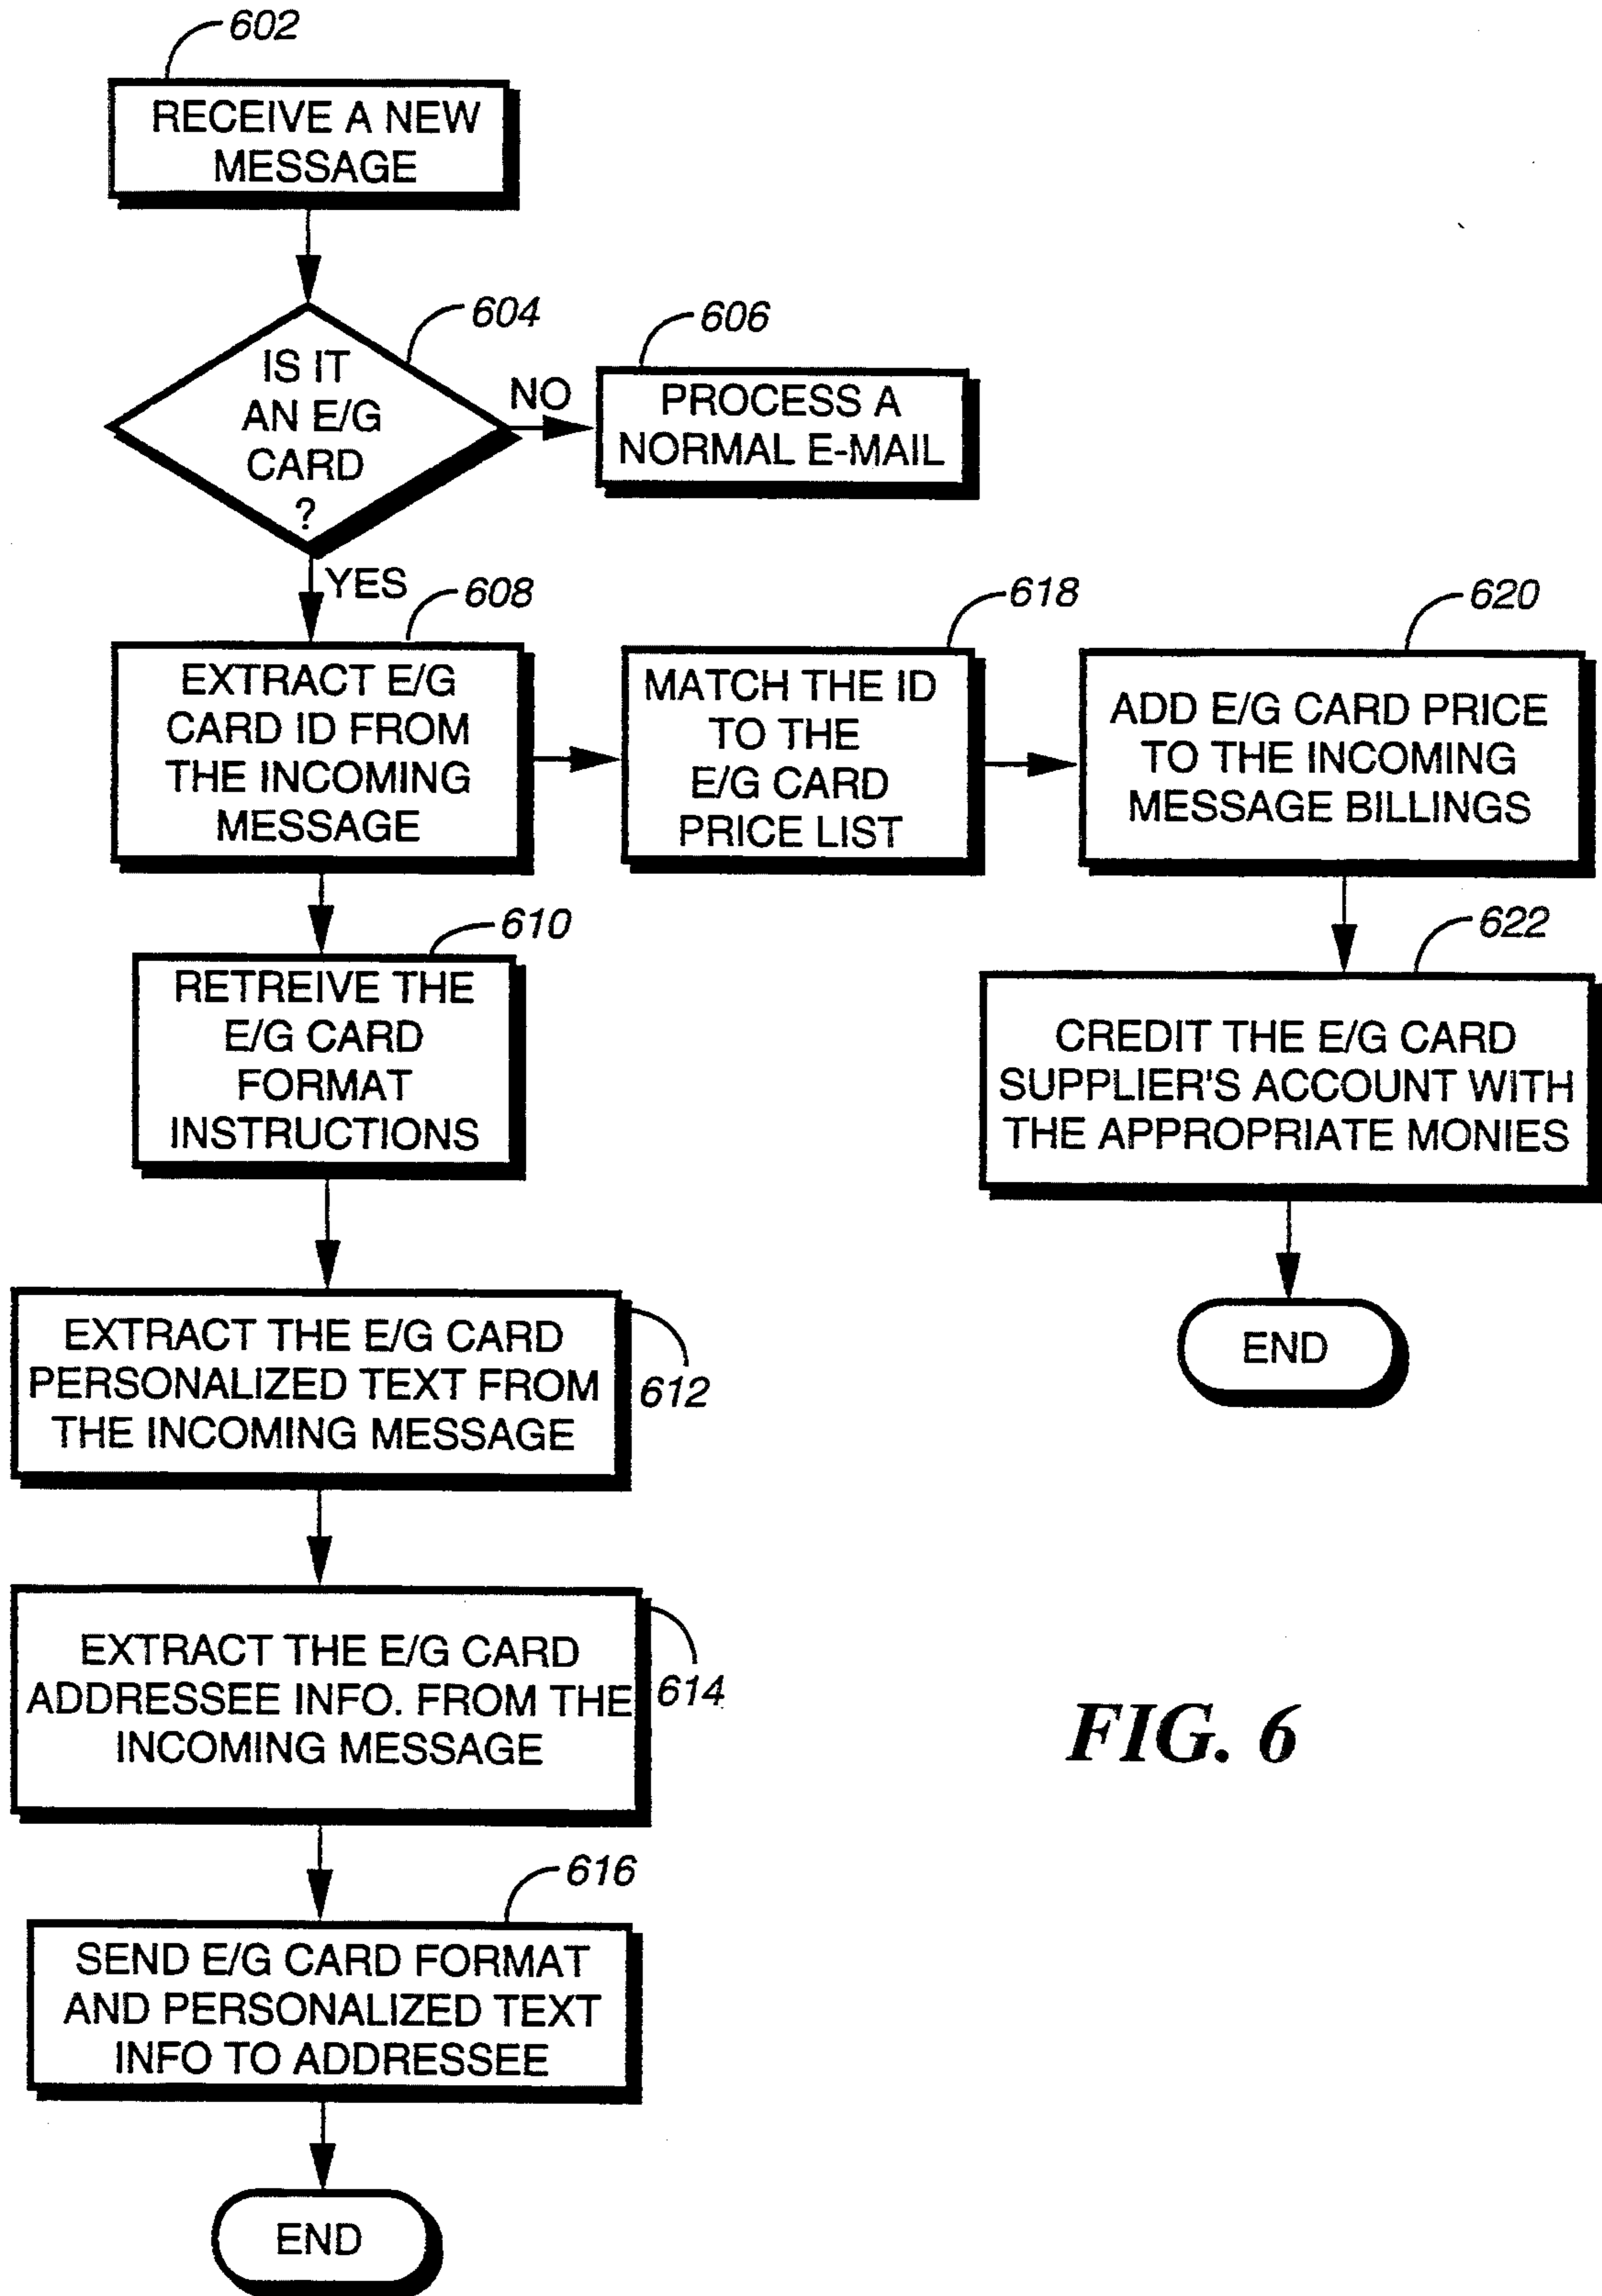 602
RECEIVE A NEW
MESSAGE
604
IS IT
AN E/G
CARD
?
NO
606
PROCESS A
NORMAL E-MAIL
YES
608
EXTRACT E/G
CARD ID FROM
THE INCOMING
MESSAGE
618
MATCH THE ID
TO THE
E/G CARD
PRICE LIST
620
ADD E/G CARD PRICE
TO THE INCOMING
MESSAGE BILLINGS
610
RETREIVE THE
E/G CARD
FORMAT
INSTRUCTIONS
622
CREDIT THE E/G CARD
SUPPLIER'S ACCOUNT WITH
THE APPROPRIATE MONIES
END
EXTRACT THE E/G CARD
PERSONALIZED TEXT FROM
THE INCOMING MESSAGE
612
EXTRACT THE E/G CARD
ADDRESSEE INFO. FROM THE
INCOMING MESSAGE
614
616
SEND E/G CARD FORMAT
AND PERSONALIZED TEXT
INFO TO ADDRESSEE
END
FIG. 6